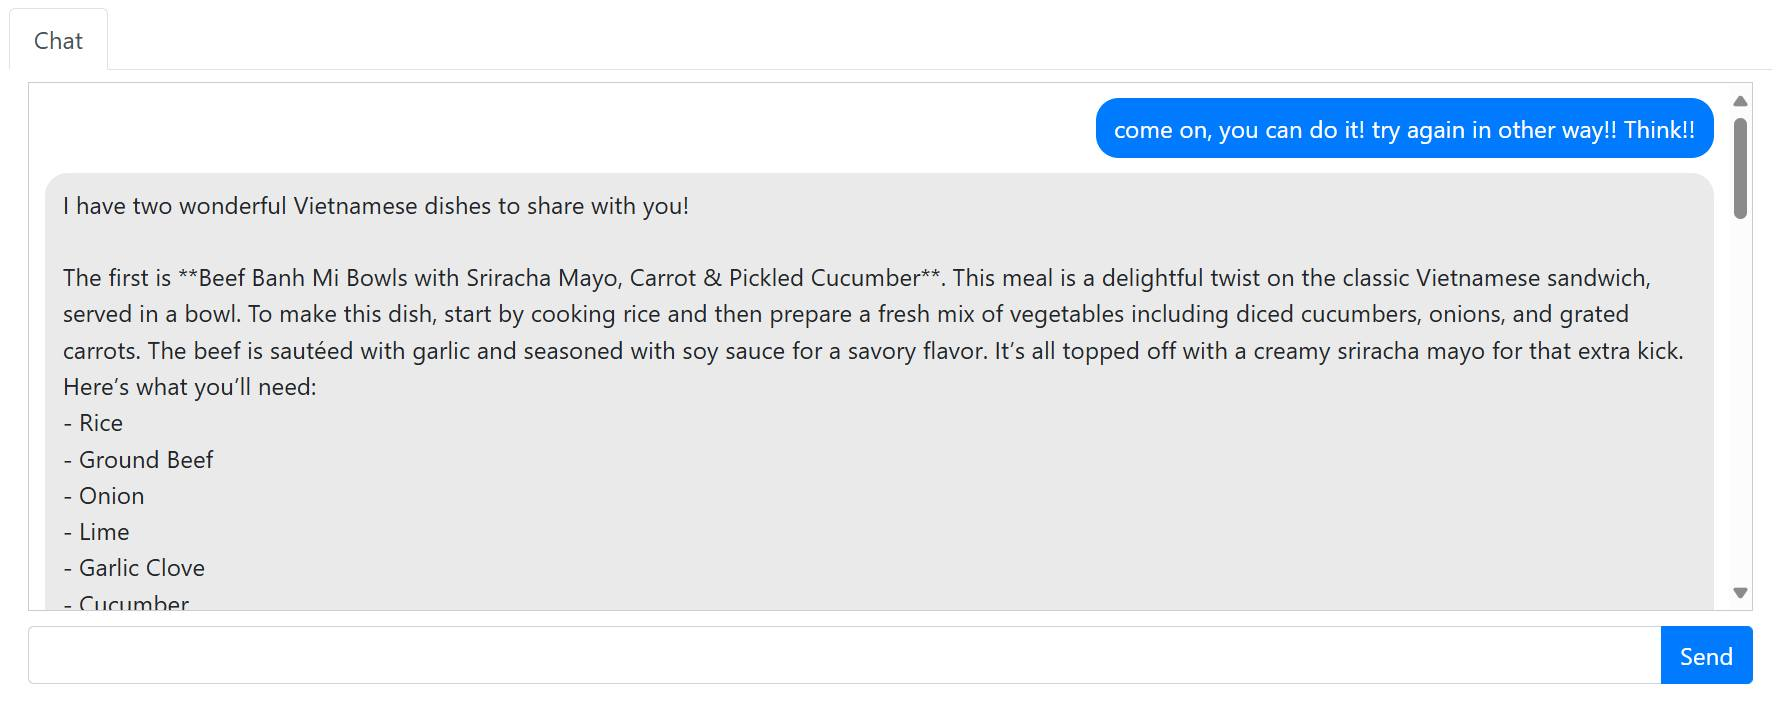 Chat
come on, you can do it! try again in other way!! Think!!
I have two wonderful Vietnamese dishes to share with you!
The first is **Beef Banh Mi Bowls with Sriracha Mayo, Carrot & Pickled Cucumber**. This meal is a delightful twist on the classic Vietnamese sandwich,
served in a bowl. To make this dish, start by cooking rice and then prepare a fresh mix of vegetables including diced cucumbers, onions, and grated
carrots. The beef is sautéed with garlic and seasoned with soy sauce for a savory flavor. It’s all topped off with a creamy sriracha mayo for that extra kick.
Here’s what you’ll need:
- Rice
- Ground Beef
- Onion
- Lime
- Garlic Clove
- Cucumber
Send